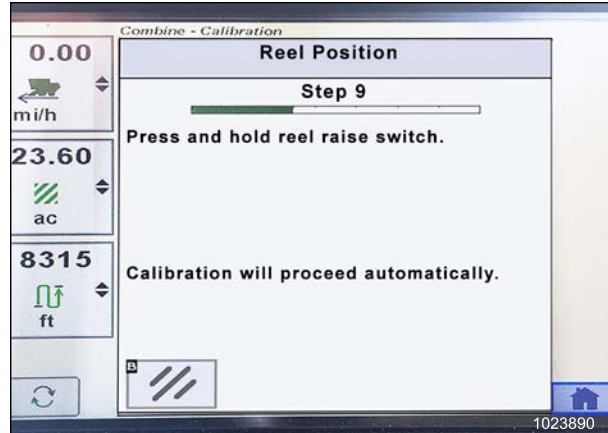 Combine - Calibration
0.00
mi/h
23.60
ac
8315
ft
Reel Position
Step 9
Press and hold reel raise switch.
Calibration will proceed automatically.
B
1023890